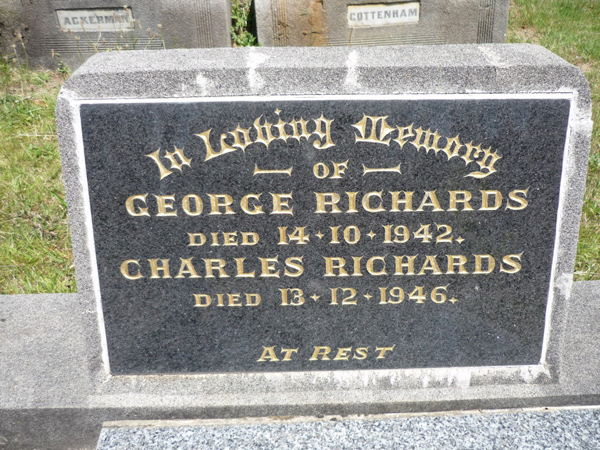 ACKERMAN
COTTENHAM
In Loving Memory
— OF —
GEORGE RICHARDS
DIED 14·10·1942.
CHARLES RICHARDS
DIED 13·12·1946.
AT REST